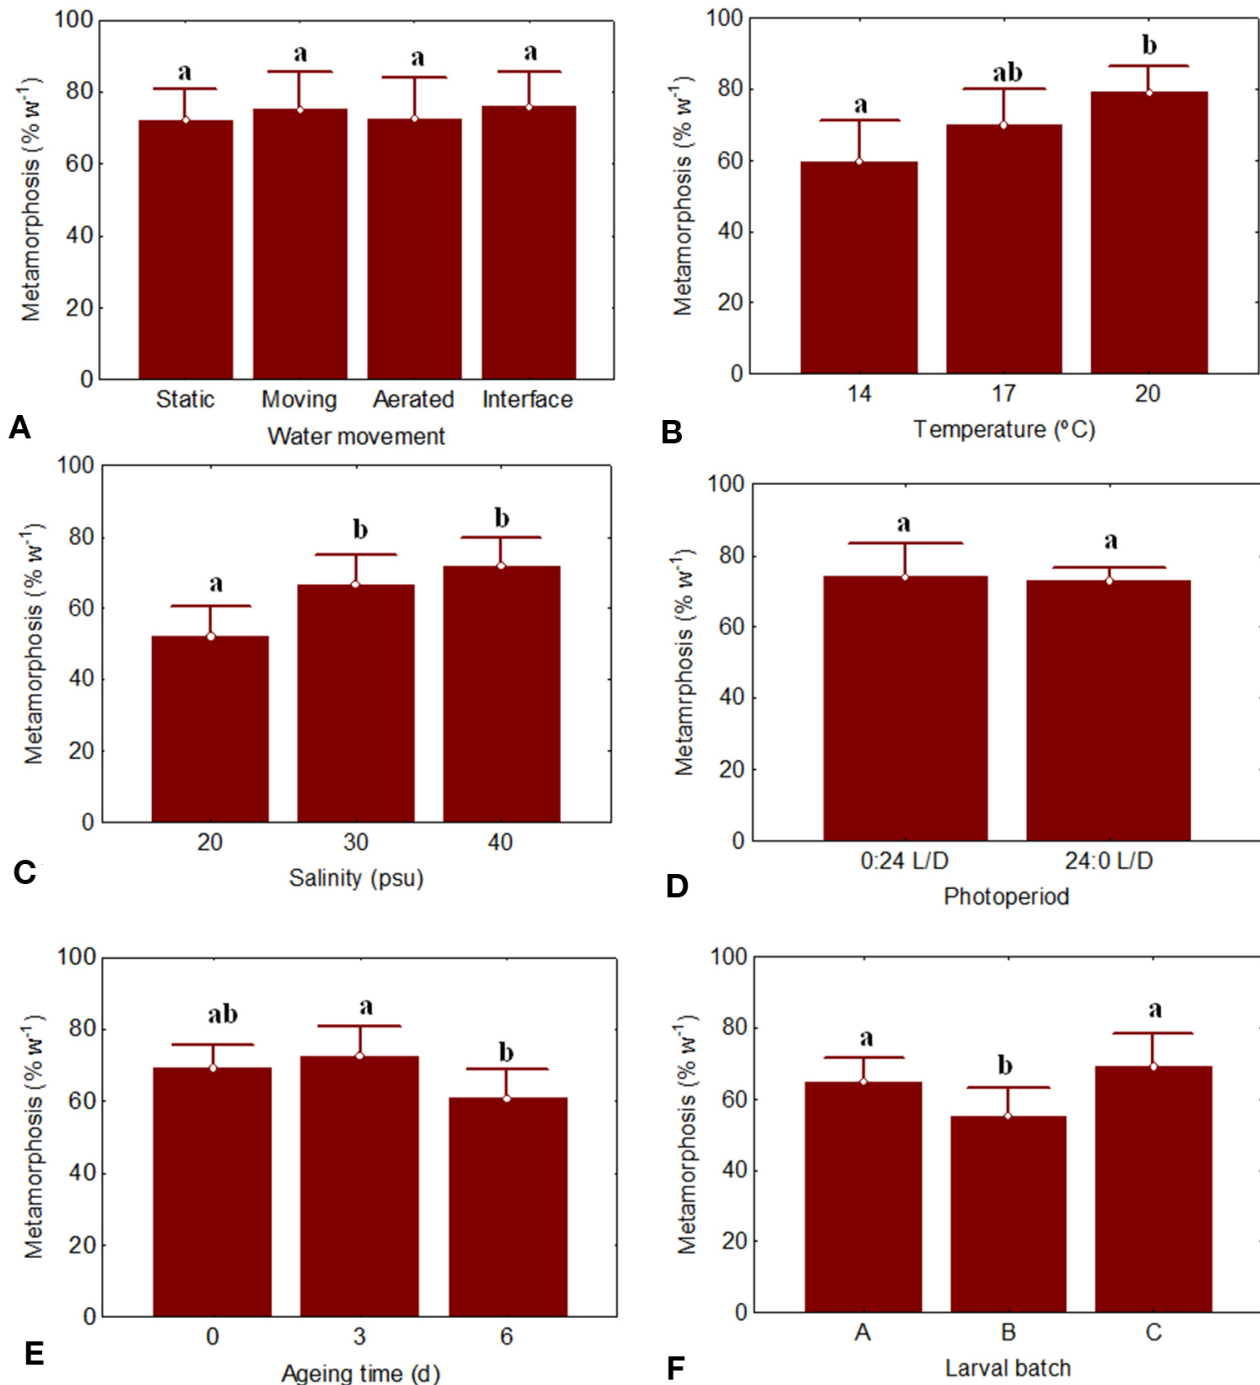 100
80
60
40
20
0
Metamorphosis (% w-1)
a
a
a
a
Static Moving Aerated Interface
Water movement
A
100
80
60
40
20
0
Metamorphosis (% w-1)
a
ab
b
14 17 20
Temperature (ºC)
B
100
80
60
40
20
0
Metamorphosis (% w-1)
a
b
b
20 30 40
Salinity (psu)
C
100
80
60
40
20
0
Metamrphosis (% w-1)
a
a
0:24 L/D 24:0 L/D
Photoperiod
D
100
80
60
40
20
0
Metamorphosis (% w-1)
ab
a
b
0 3 6
Ageing time (d)
E
100
80
60
40
20
0
Metamorphosis (% w-1)
a
b
a
A B C
Larval batch
F